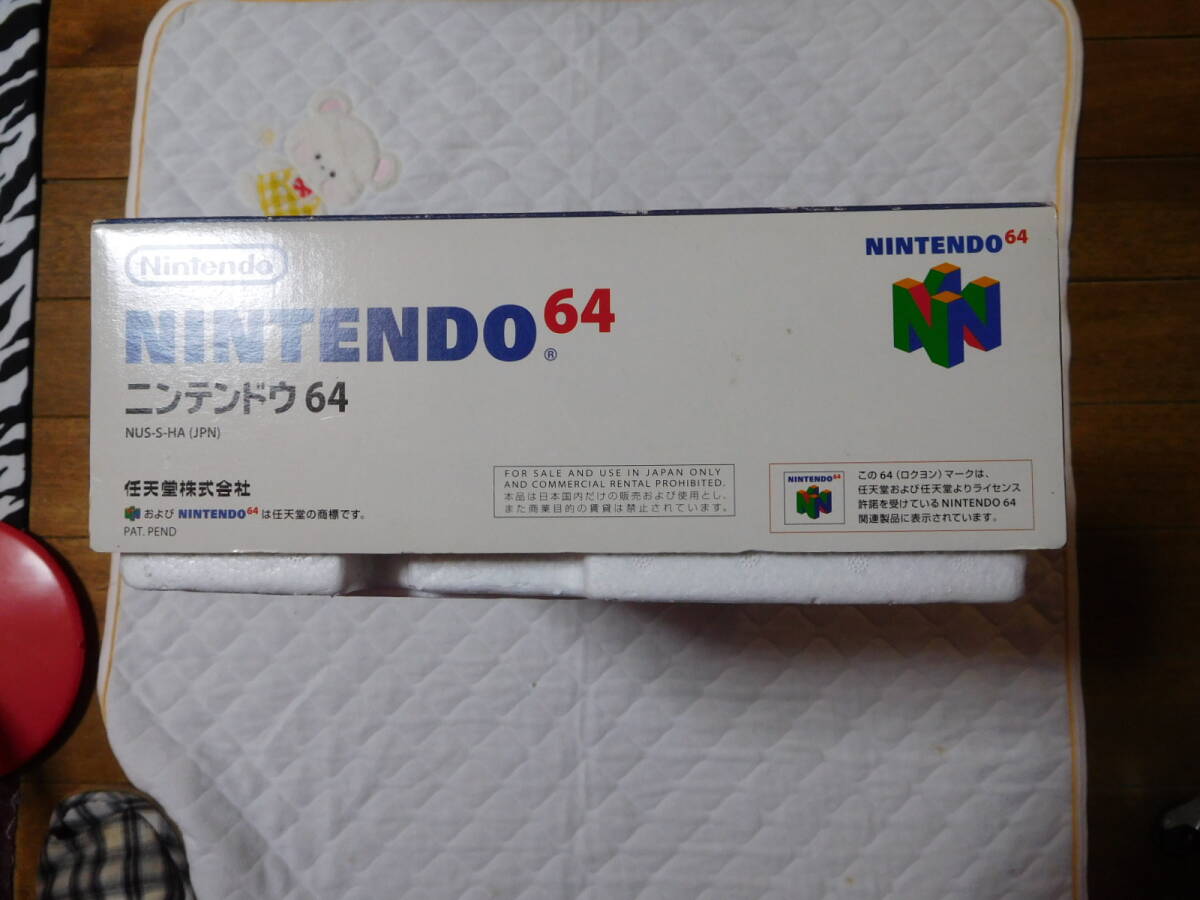 Nintendo
NINTENDO64®
ニンテンドウ64
NUS-S-HA (JPN)
任天堂株式会社
および NINTENDO64 は任天堂の商標です。
PAT. PEND
FOR SALE AND USE IN JAPAN ONLY
AND COMMERCIAL RENTAL PROHIBITED.
本品は日本国内だけの販売および使用とし、
また商業目的の賃貸は禁止されています。
NINTENDO64
NINTENDO64
この64(ロクヨン)マークは、
任天堂および任天堂よりライセンス
許諾を受けているNINTENDO 64
関連製品に表示されています。